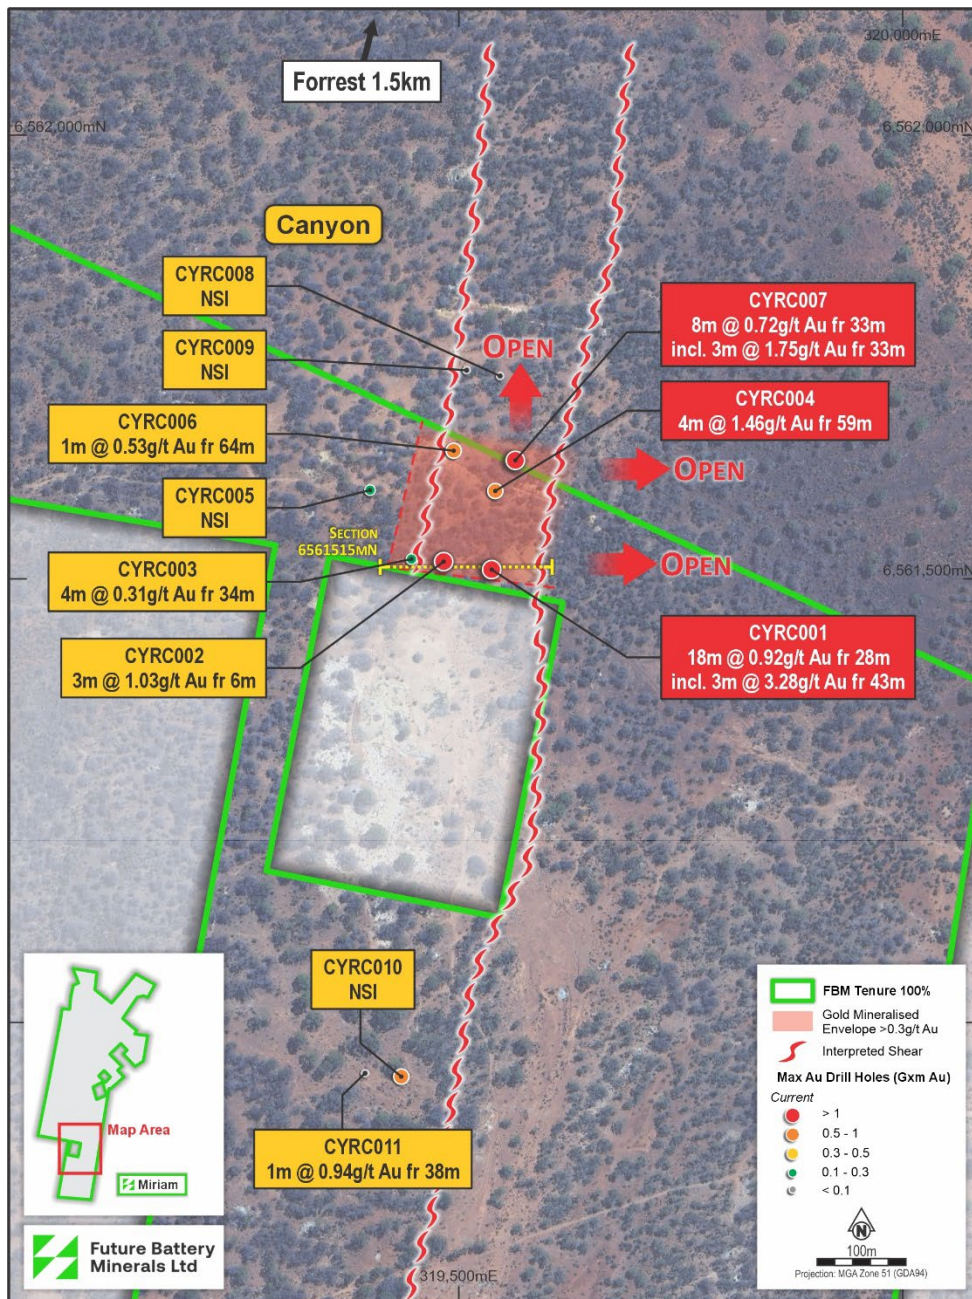 320,000mE
Forrest 1.5km
6,562,000mN
6,562,000mN
Canyon
CYRC008
NSI
CYRC009
NSI
CYRC006
1m @ 0.53g/t Au fr 64m
CYRC005
NSI
CYRC003
4m @ 0.31g/t Au fr 34m
CYRC002
3m @ 1.03g/t Au fr 6m
OPEN
CYRC007
8m @ 0.72g/t Au fr 33m
incl. 3m @ 1.75g/t Au fr 33m
CYRC004
4m @ 1.46g/t Au fr 59m
OPEN
SECTION
6561515MN
OPEN
6,561,500mN
CYRC001
18m @ 0.92g/t Au fr 28m
incl. 3m @ 3.28g/t Au fr 43m
CYRC010
NSI
CYRC011
1m @ 0.94g/t Au fr 38m
Map Area
Miriam
Future Battery
Minerals Ltd
319,500mE
FBM Tenure 100%
Gold Mineralised
Envelope >0.3g/t Au
Interpreted Shear
Max Au Drill Holes (Gxm Au)
Current
> 1
0.5 - 1
0.3 - 0.5
0.1 - 0.3
< 0.1
N
100m
Projection: MGA Zone 51 (GDA94)